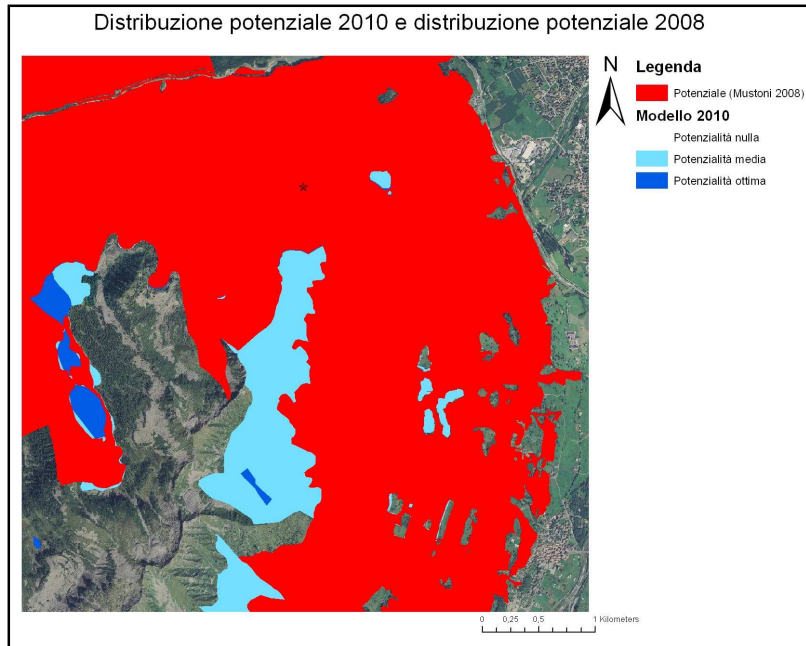 Distribuzione potenziale 2010 e distribuzione potenziale 2008
N
Legenda
Potenziale (Mustoni 2008)
Modello 2010
Potenzialità nulla
Potenzialità media
Potenzialità ottima
0 0,25 0,5 1 Kilometers